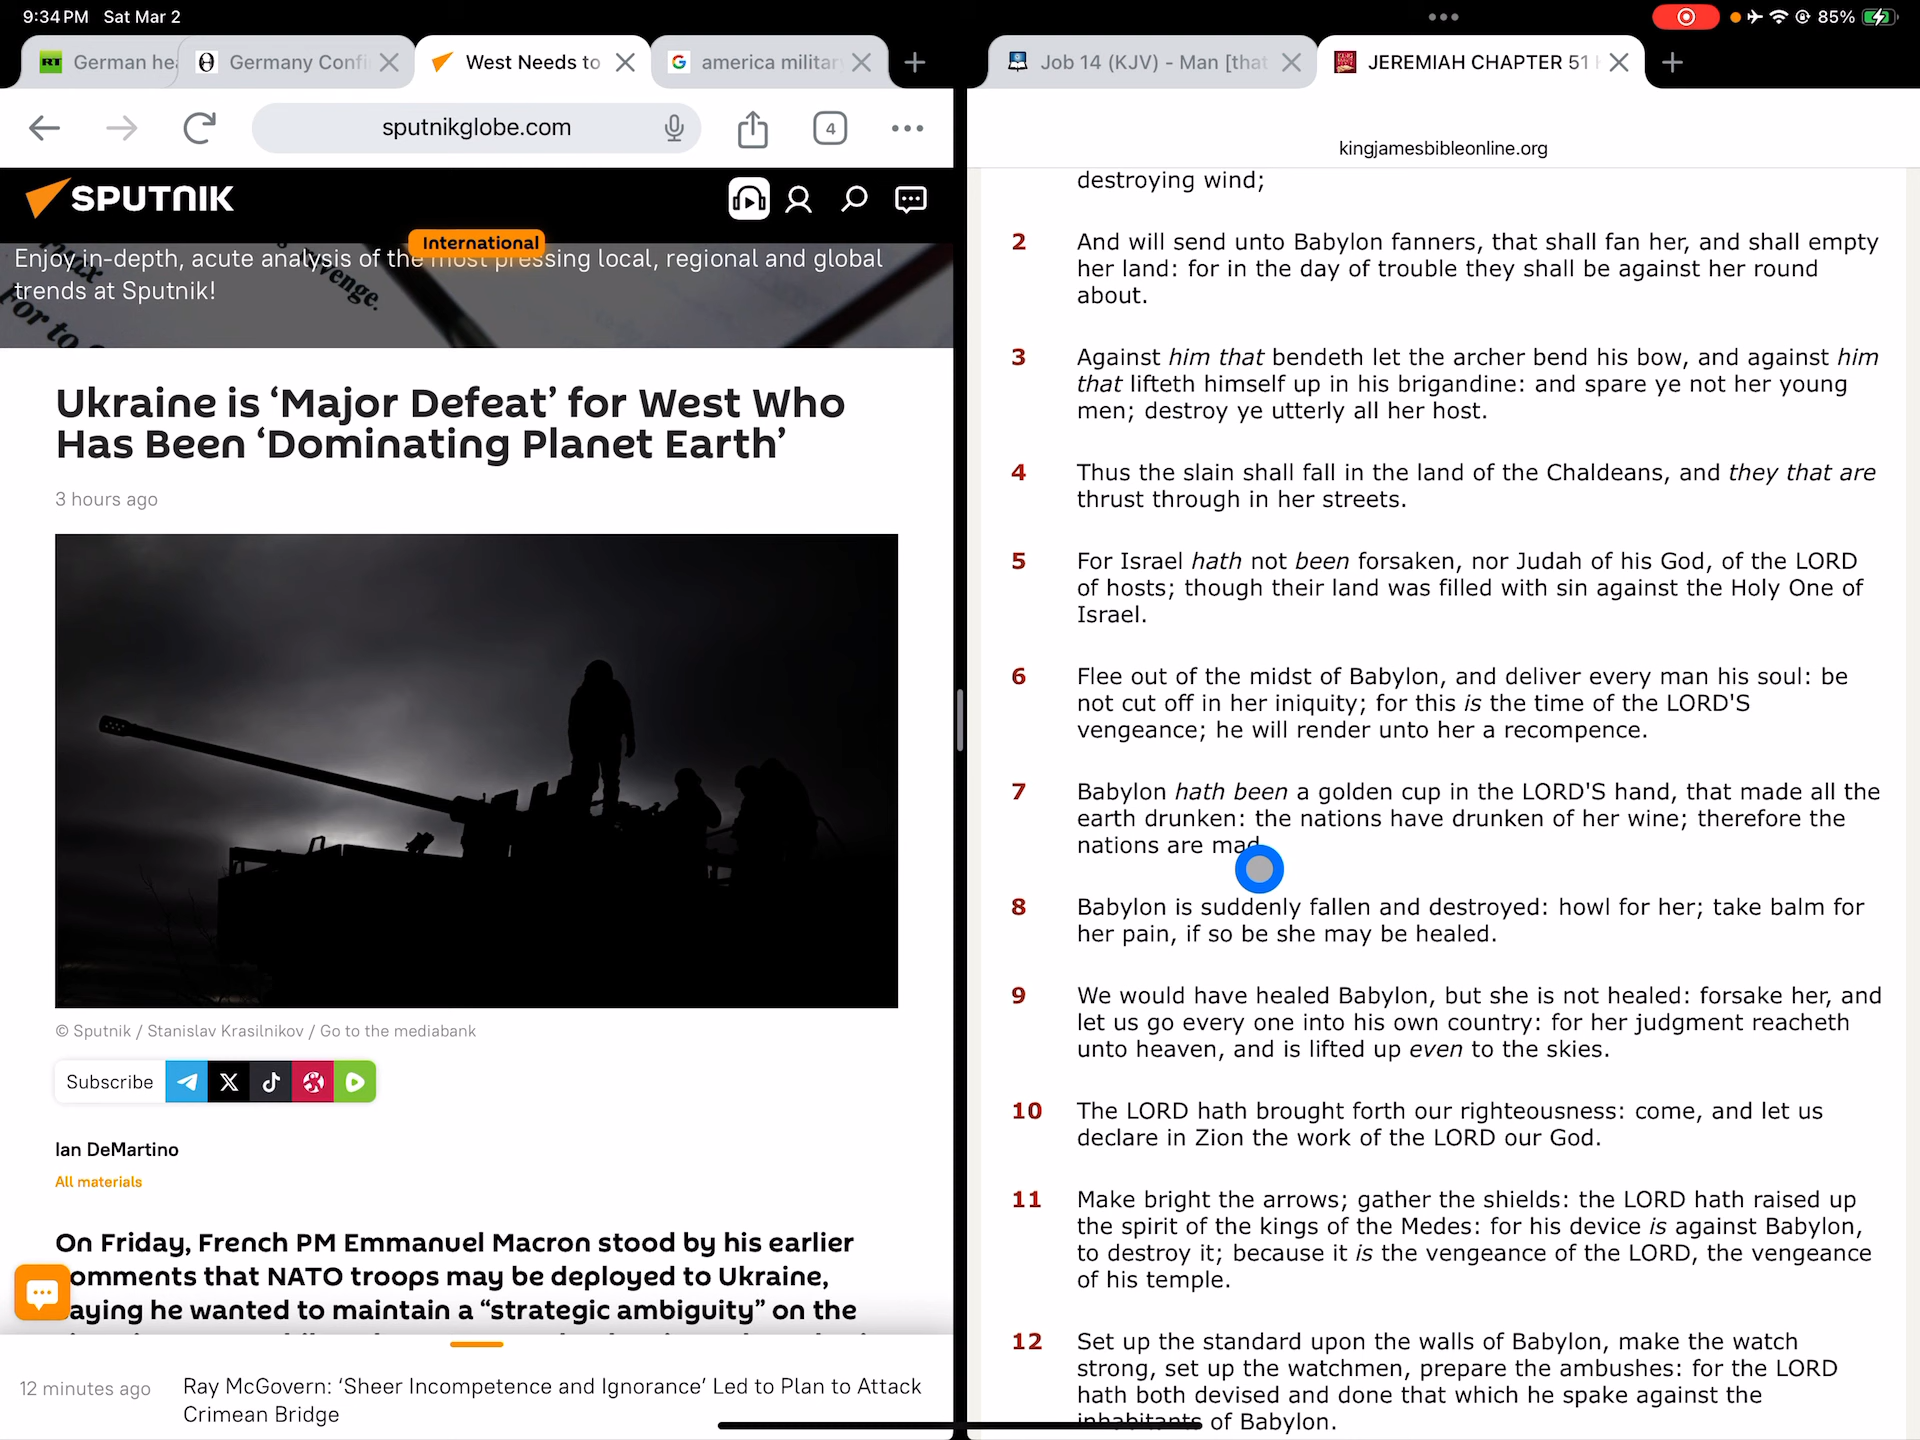 9:34 PM Sat Mar 2
85%
RT German hea
Germany Confi
West Needs to
america militar
Job 14 (KJV) - Man [that
JEREMIAH CHAPTER 51
sputnikglobe.com
4
kingjamesbibleonline.org
SPUTNIK
International
Enjoy in-depth, acute analysis of the most pressing local, regional and global
trends at Sputnik!
venge.
For to
Ukraine is ‘Major Defeat’ for West Who
Has Been ‘Dominating Planet Earth’
3 hours ago
© Sputnik / Stanislav Krasilnikov / Go to the mediabank
Subscribe
Ian DeMartino
All materials
On Friday, French PM Emmanuel Macron stood by his earlier
omments that NATO troops may be deployed to Ukraine,
aying he wanted to maintain a “strategic ambiguity” on the
12 minutes ago
Ray McGovern: ‘Sheer Incompetence and Ignorance’ Led to Plan to Attack
Crimean Bridge
destroying wind;
2 And will send unto Babylon fanners, that shall fan her, and shall empty
her land: for in the day of trouble they shall be against her round
about.
3 Against him that bendeth let the archer bend his bow, and against him
that lifteth himself up in his brigandine: and spare ye not her young
men; destroy ye utterly all her host.
4 Thus the slain shall fall in the land of the Chaldeans, and they that are
thrust through in her streets.
5 For Israel hath not been forsaken, nor Judah of his God, of the LORD
of hosts; though their land was filled with sin against the Holy One of
Israel.
6 Flee out of the midst of Babylon, and deliver every man his soul: be
not cut off in her iniquity; for this is the time of the LORD'S
vengeance; he will render unto her a recompence.
7 Babylon hath been a golden cup in the LORD'S hand, that made all the
earth drunken: the nations have drunken of her wine; therefore the
nations are mad
8 Babylon is suddenly fallen and destroyed: howl for her; take balm for
her pain, if so be she may be healed.
9 We would have healed Babylon, but she is not healed: forsake her, and
let us go every one into his own country: for her judgment reacheth
unto heaven, and is lifted up even to the skies.
10 The LORD hath brought forth our righteousness: come, and let us
declare in Zion the work of the LORD our God.
11 Make bright the arrows; gather the shields: the LORD hath raised up
the spirit of the kings of the Medes: for his device is against Babylon,
to destroy it; because it is the vengeance of the LORD, the vengeance
of his temple.
12 Set up the standard upon the walls of Babylon, make the watch
strong, set up the watchmen, prepare the ambushes: for the LORD
hath both devised and done that which he spake against the
inhabitants of Babylon.